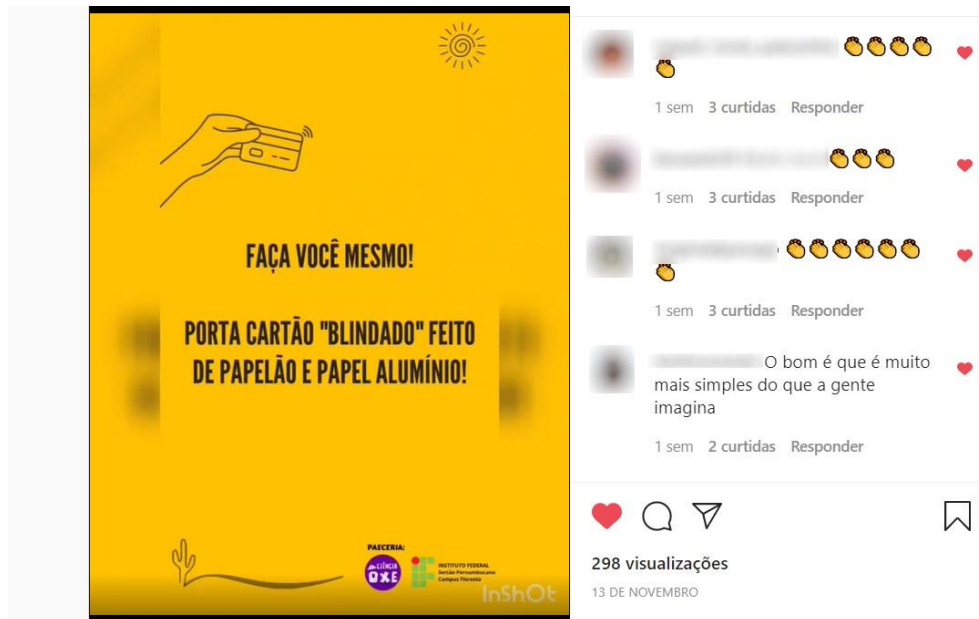 FAÇA VOCÊ MESMO!
PORTA CARTÃO "BLINDADO" FEITO
DE PAPELÃO E PAPEL ALUMÍNIO!
PAECERIA:
CIÊNCIA
OXE
INSTITUTO FEDERAL
Sertão Pernambucano
Campus Floresta
InShOt
1 sem 3 curtidas Responder
1 sem 3 curtidas Responder
1 sem 3 curtidas Responder
O bom é que é muito
mais simples do que a gente
imagina
1 sem 2 curtidas Responder
298 visualizações
13 DE NOVEMBRO